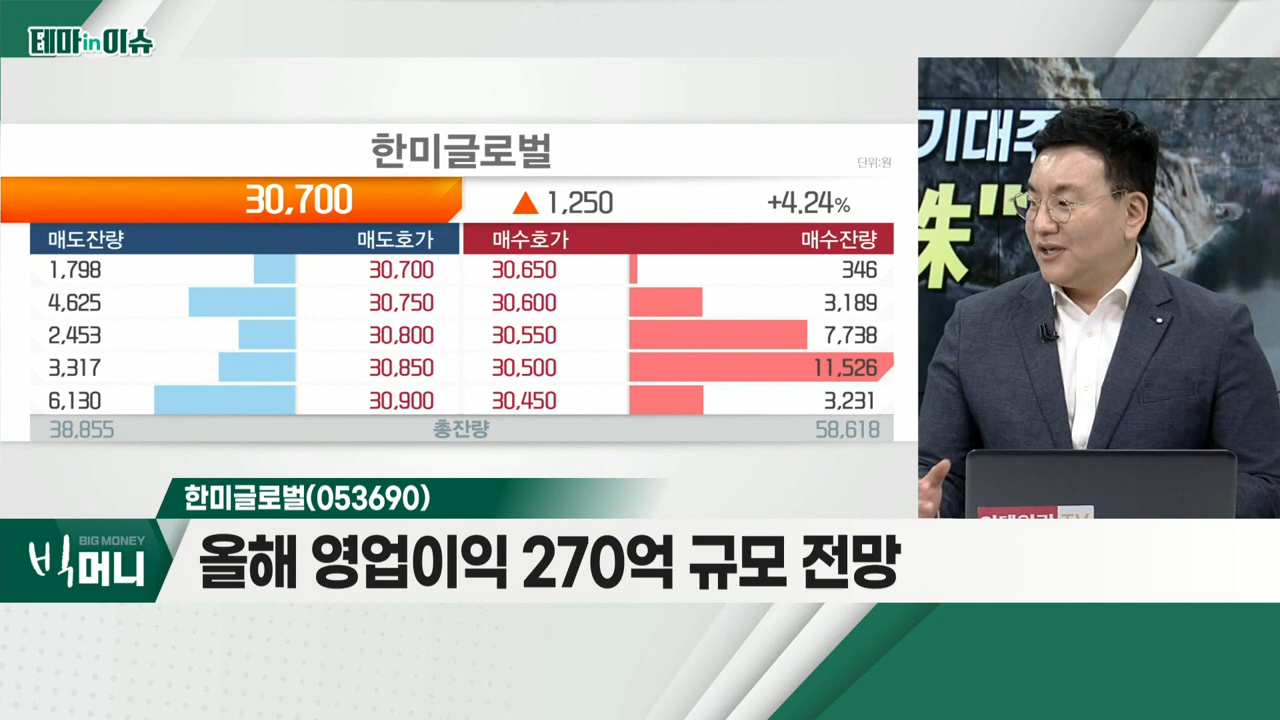 테마in이슈
기대주
株"
한미글로벌
단위:원
30,700 ▲ 1,250 +4.24%
매도잔량 매도호가 매수호가 매수잔량
1,798 30,700 30,650 346
4,625 30,750 30,600 3,189
2,453 30,800 30,550 7,738
3,317 30,850 30,500 11,526
6,130 30,900 30,450 3,231
38,855 총잔량 58,618
한미글로벌(053690)
BIG MONEY
빅머니
올해 영업이익 270억 규모 전망